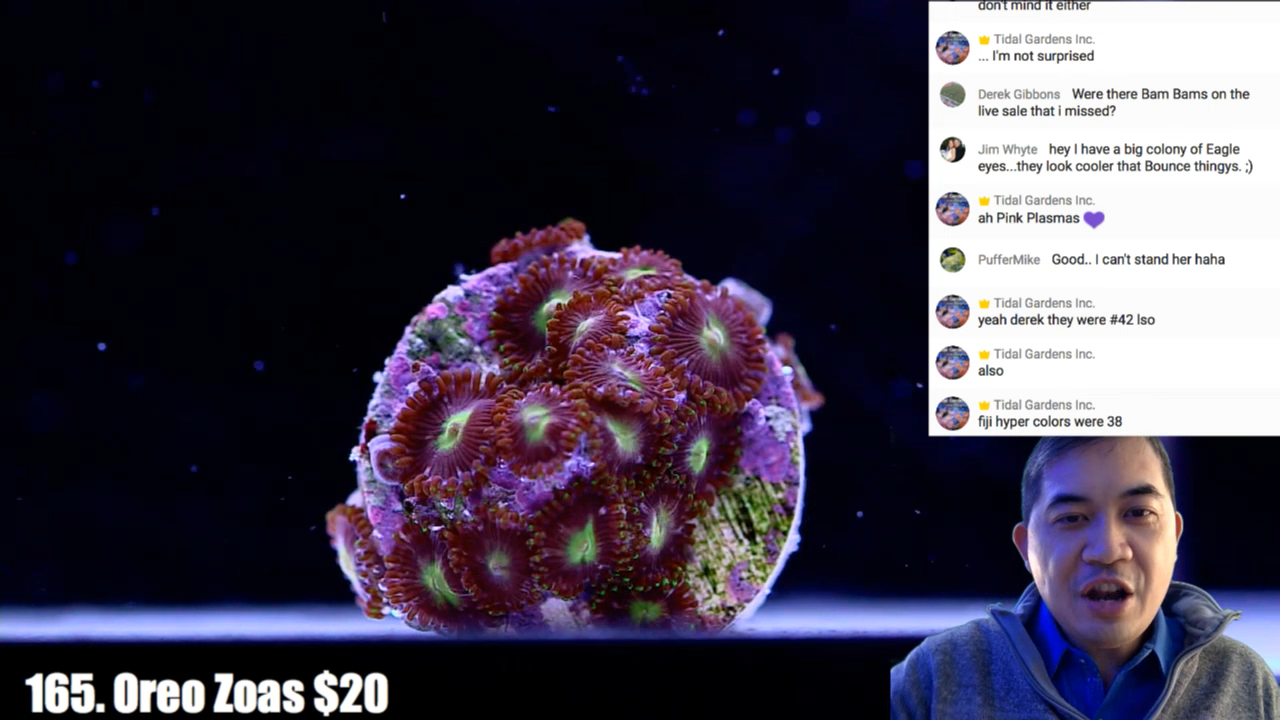 don't mind it either
Tidal Gardens Inc.
... I'm not surprised
Derek Gibbons Were there Bam Bams on the
live sale that i missed?
Jim Whyte hey I have a big colony of Eagle
eyes...they look cooler that Bounce thingys. ;)
Tidal Gardens Inc.
ah Pink Plasmas 💜
PufferMike Good.. I can't stand her haha
Tidal Gardens Inc.
yeah derek they were #42 lso
Tidal Gardens Inc.
also
Tidal Gardens Inc.
fiji hyper colors were 38
165. Oreo Zoas $20